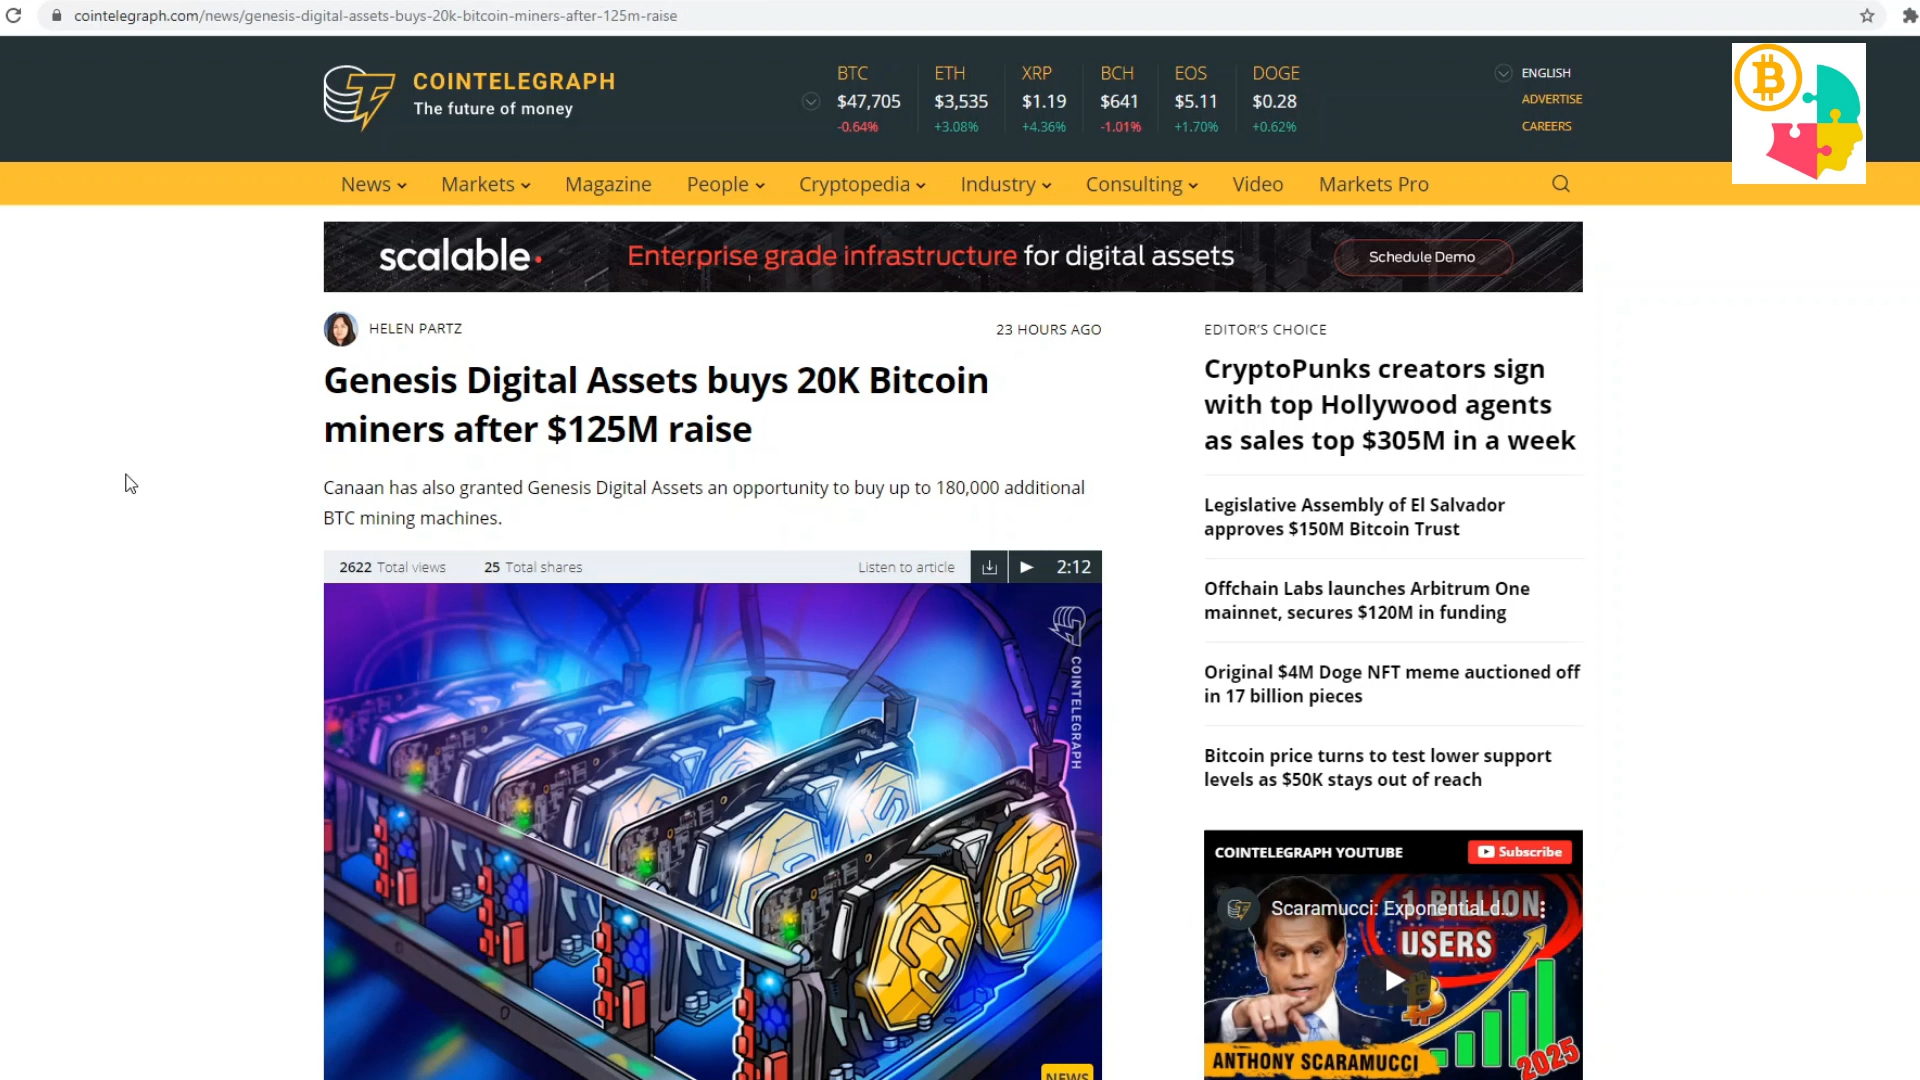 cointelegraph.com/news/genesis-digital-assets-buys-20k-bitcoin-miners-after-125m-raise
COINTELEGRAPH
The future of money
BTC ETH XRP BCH EOS DOGE
$47,705 $3,535 $1.19 $641 $5.11 $0.28
-0.64% +3.08% +4.36% -1.01% +1.70% +0.62%
ENGLISH
ADVERTISE
CAREERS
News Markets Magazine People Cryptopedia Industry Consulting Video Markets Pro
scalable. Enterprise grade infrastructure for digital assets Schedule Demo
HELEN PARTZ 23 HOURS AGO
Genesis Digital Assets buys 20K Bitcoin
miners after $125M raise
Canaan has also granted Genesis Digital Assets an opportunity to buy up to 180,000 additional
BTC mining machines.
2622 Total views 25 Total shares Listen to article 2:12
COINTELEGRAPH
NEWS
EDITOR'S CHOICE
CryptoPunks creators sign
with top Hollywood agents
as sales top $305M in a week
Legislative Assembly of El Salvador
approves $150M Bitcoin Trust
Offchain Labs launches Arbitrum One
mainnet, secures $120M in funding
Original $4M Doge NFT meme auctioned off
in 17 billion pieces
Bitcoin price turns to test lower support
levels as $50K stays out of reach
COINTELEGRAPH YOUTUBE Subscribe
Scaramucci: Exponential d...
1 BILLION
USERS
ANTHONY SCARAMUCCI
2025